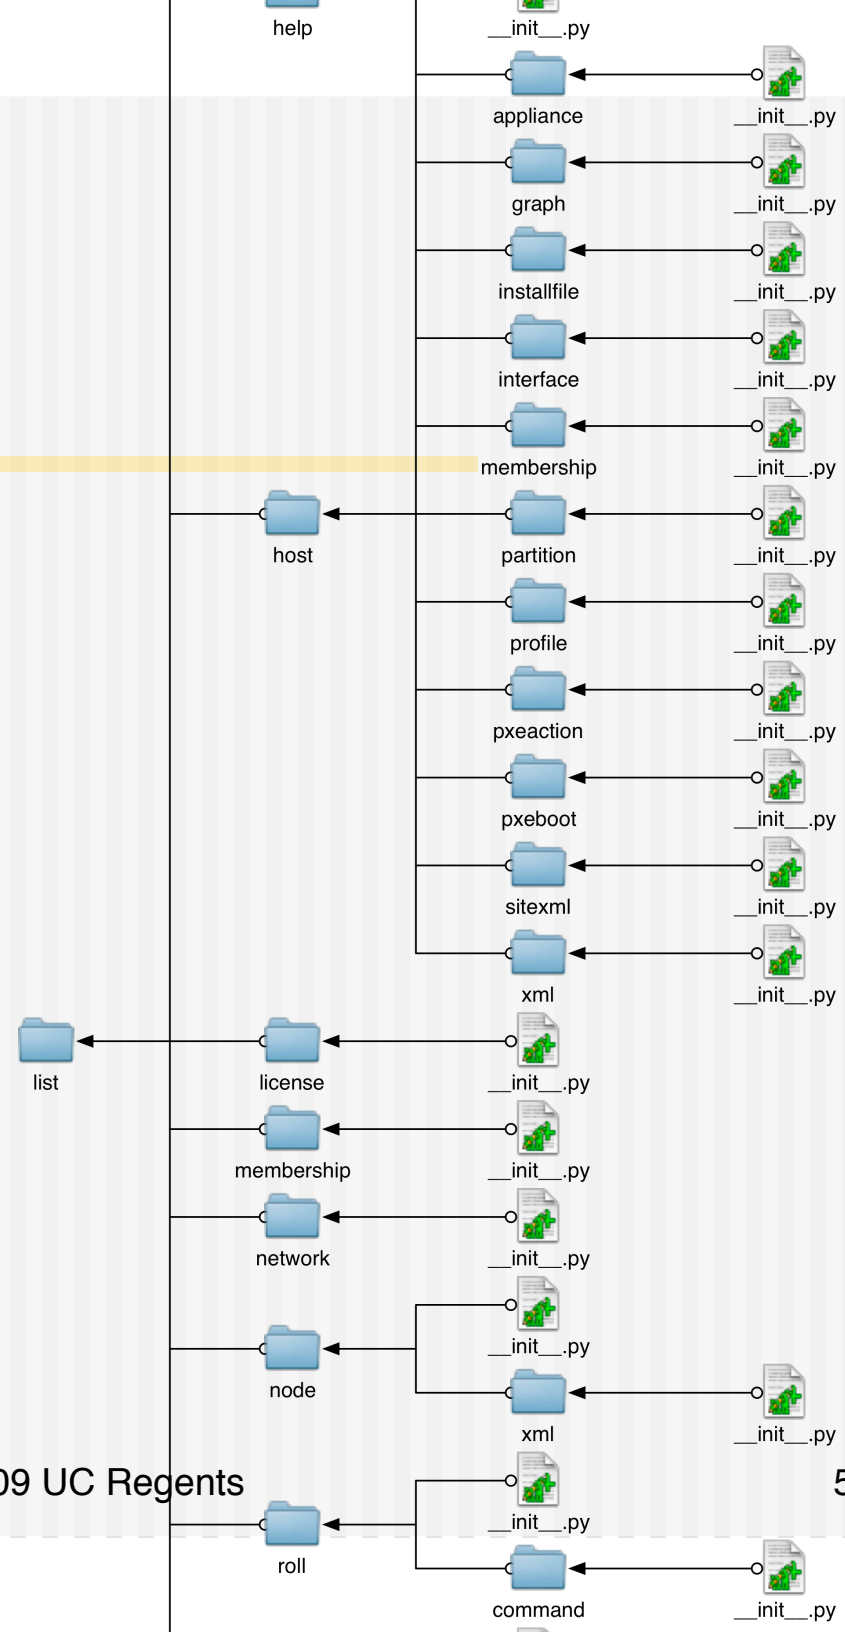 help __init__.py
appliance __init__.py
graph __init__.py
installfile __init__.py
interface __init__.py
membership __init__.py
host partition __init__.py
profile __init__.py
pxeaction __init__.py
pxeboot __init__.py
sitexml __init__.py
xml __init__.py
list license __init__.py
membership __init__.py
network __init__.py
__init__.py
node
xml __init__.py
09 UC Regents 5
__init__.py
roll
command __init__.py